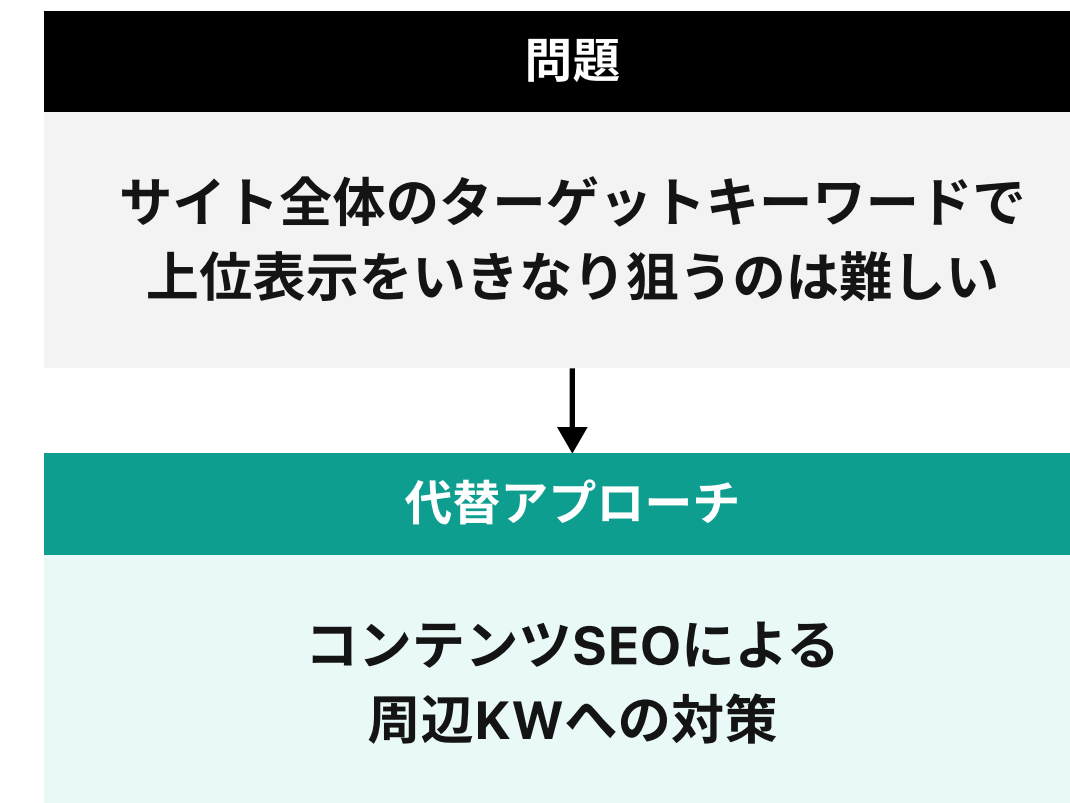 問題
サイト全体のターゲットキーワードで
上位表示をいきなり狙うのは難しい
代替アプローチ
コンテンツSEOによる
周辺KWへの対策